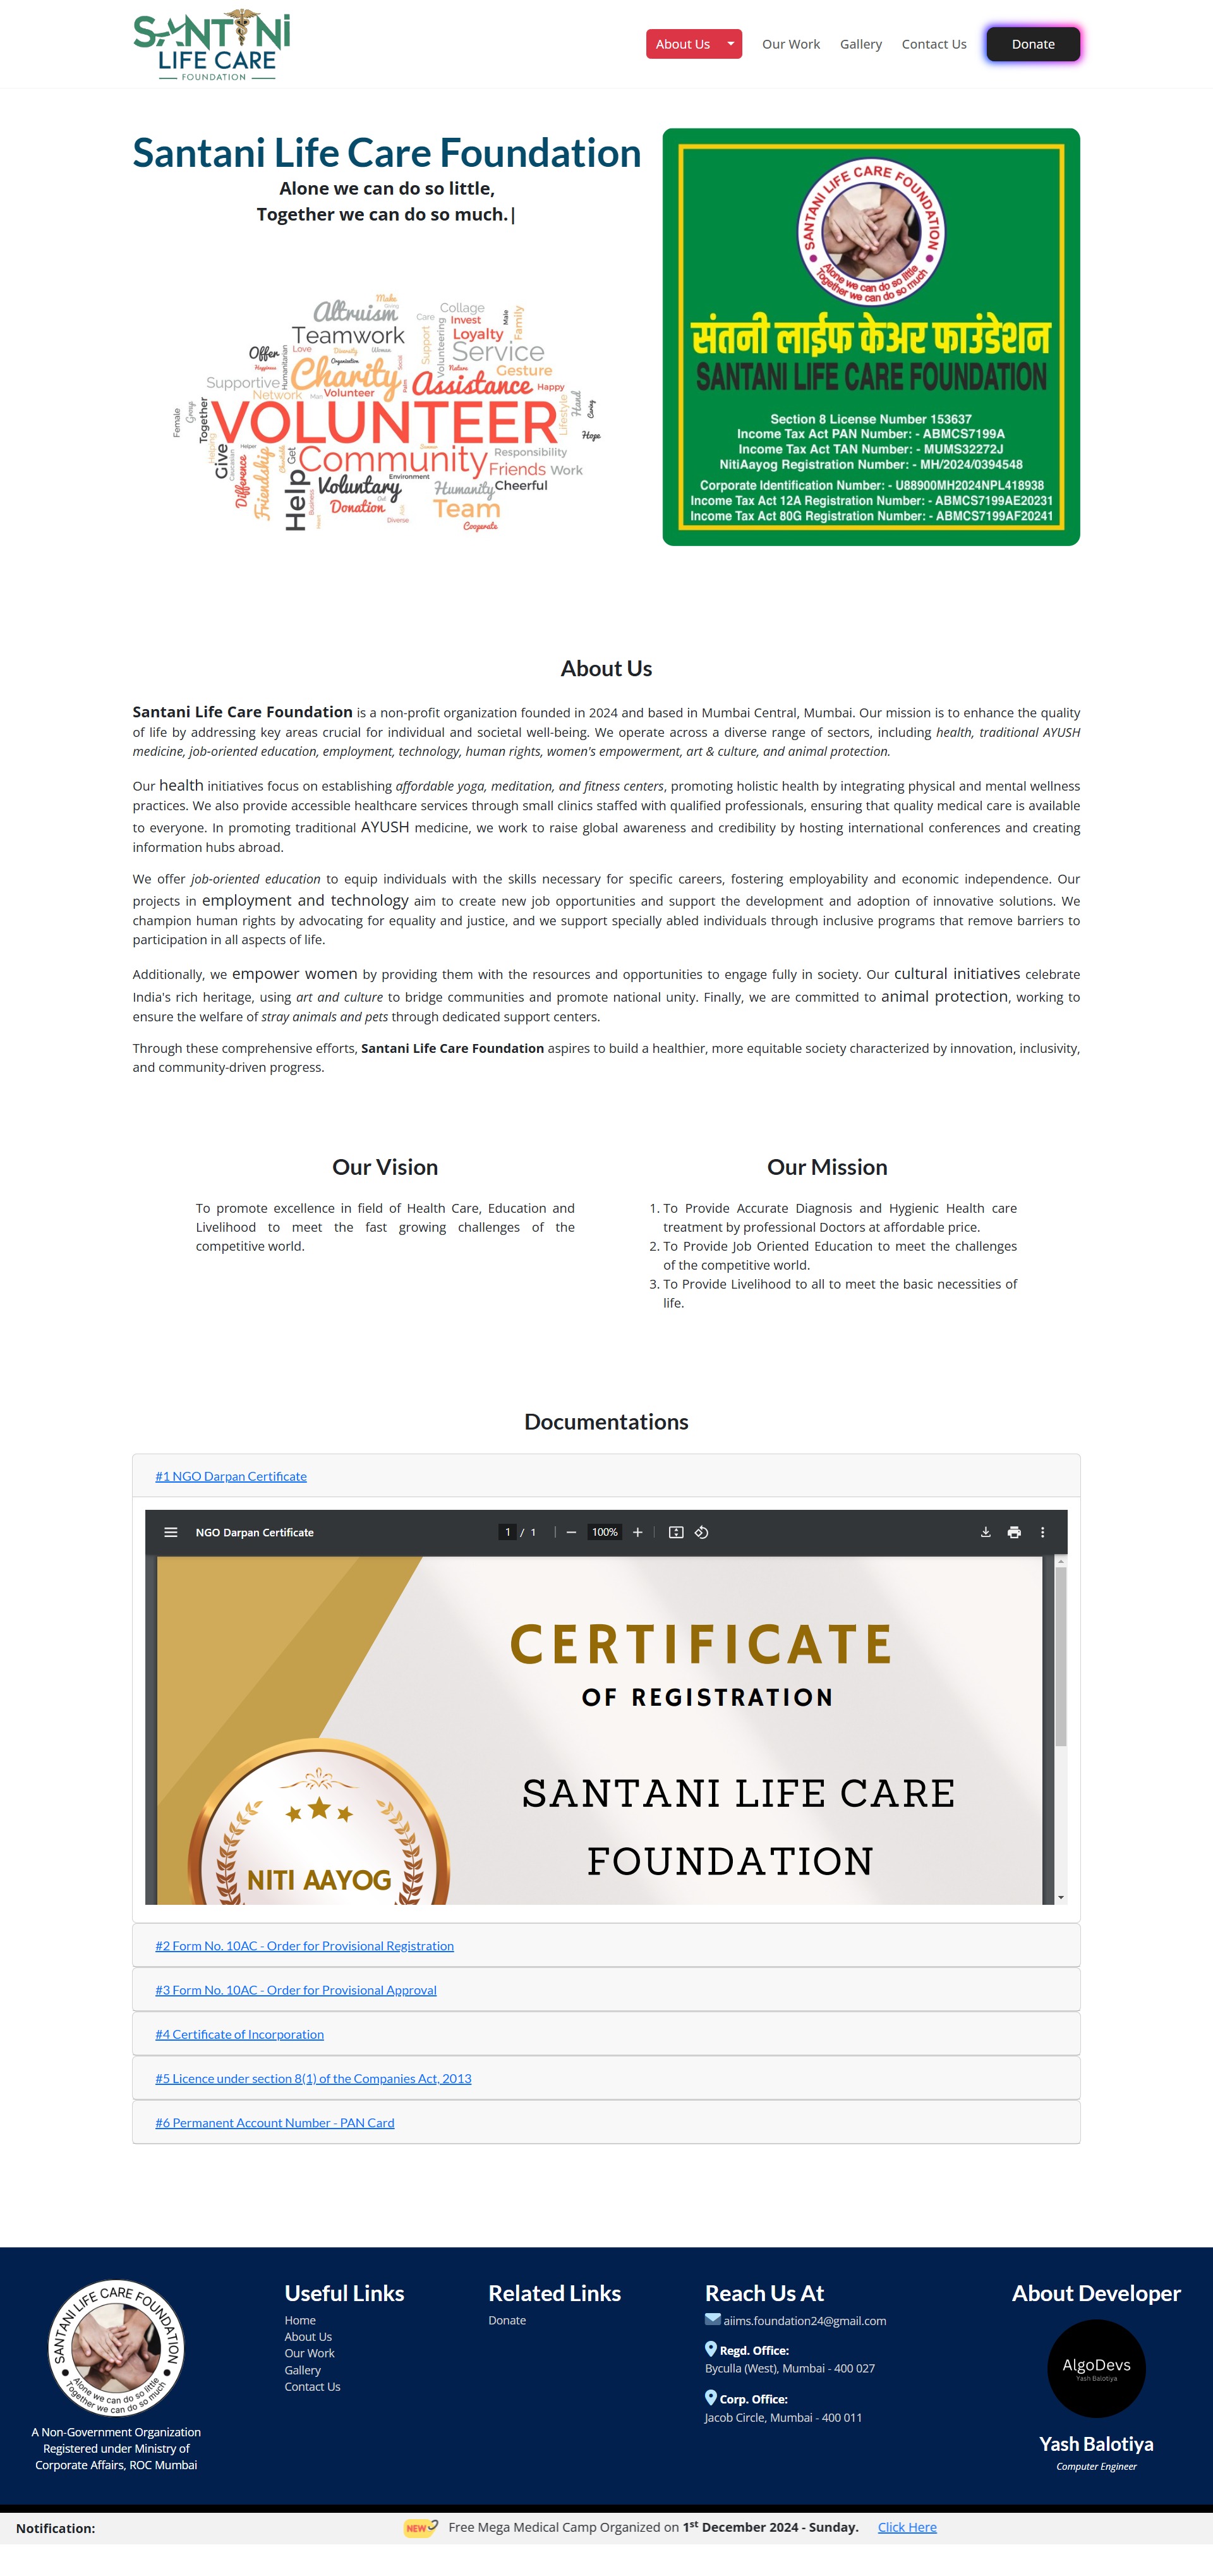 SANTANI
LIFE CARE
FOUNDATION
About Us
Our Work
Gallery
Contact Us
Donate
Santani Life Care Foundation
Alone we can do so little,
Together we can do so much.|
Make
Altruism
Care
Collage
Invest
Male
Family
Teamwork
Loyalty
Support
Volunteering
Service
Offer
Love
Diversity
Women
Humanitarian
Organization
Social
Happiness
Nature
Gesture
Supportive
Charity
Assistance
Happy
Network
Man
Volunteer
Female
Group
Together
VOLUNTEER
Lifestyle
Hand
Caring
Hope
Helping
Give
Caucasian
Helper
Difference
Friendship
Get
Community
Responsibility
Friends
Work
Help
Business
Voluntary
Environment
Humanity
Cheerful
Donation
Team
Diverse
Cooperate
SANTANI LIFE CARE FOUNDATION
Alone we can do so little
Together we can do so much
संतनी लाईफ केअर फाउंडेशन
SANTANI LIFE CARE FOUNDATION
Section 8 License Number 153637
Income Tax Act PAN Number: - ABMCS7199A
Income Tax Act TAN Number: - MUMS32272J
NitiAayog Registration Number: - MH/2024/0394548
Corporate Identification Number: - U88900MH2024NPL418938
Income Tax Act 12A Registration Number: - ABMCS7199AE20231
Income Tax Act 80G Registration Number: - ABMCS7199AF20241
About Us
Santani Life Care Foundation is a non-profit organization founded in 2024 and based in Mumbai Central, Mumbai. Our mission is to enhance the quality
of life by addressing key areas crucial for individual and societal well-being. We operate across a diverse range of sectors, including health, traditional AYUSH
medicine, job-oriented education, employment, technology, human rights, women's empowerment, art & culture, and animal protection.
Our health initiatives focus on establishing affordable yoga, meditation, and fitness centers, promoting holistic health by integrating physical and mental wellness
practices. We also provide accessible healthcare services through small clinics staffed with qualified professionals, ensuring that quality medical care is available
to everyone. In promoting traditional AYUSH medicine, we work to raise global awareness and credibility by hosting international conferences and creating
information hubs abroad.
We offer job-oriented education to equip individuals with the skills necessary for specific careers, fostering employability and economic independence. Our
projects in employment and technology aim to create new job opportunities and support the development and adoption of innovative solutions. We
champion human rights by advocating for equality and justice, and we support specially abled individuals through inclusive programs that remove barriers to
participation in all aspects of life.
Additionally, we empower women by providing them with the resources and opportunities to engage fully in society. Our cultural initiatives celebrate
India's rich heritage, using art and culture to bridge communities and promote national unity. Finally, we are committed to animal protection, working to
ensure the welfare of stray animals and pets through dedicated support centers.
Through these comprehensive efforts, Santani Life Care Foundation aspires to build a healthier, more equitable society characterized by innovation, inclusivity,
and community-driven progress.
Our Vision
To promote excellence in field of Health Care, Education and
Livelihood to meet the fast growing challenges of the
competitive world.
Our Mission
1. To Provide Accurate Diagnosis and Hygienic Health care
treatment by professional Doctors at affordable price.
2. To Provide Job Oriented Education to meet the challenges
of the competitive world.
3. To Provide Livelihood to all to meet the basic necessities of
life.
Documentations
#1 NGO Darpan Certificate
NGO Darpan Certificate
1 / 1
100%
CERTIFICATE
OF REGISTRATION
SANTANI LIFE CARE
FOUNDATION
NITI AAYOG
#2 Form No. 10AC - Order for Provisional Registration
#3 Form No. 10AC - Order for Provisional Approval
#4 Certificate of Incorporation
#5 Licence under section 8(1) of the Companies Act, 2013
#6 Permanent Account Number - PAN Card
SANTANI LIFE CARE FOUNDATION
Alone we can do so little
Together we can do so much
A Non-Government Organization
Registered under Ministry of
Corporate Affairs, ROC Mumbai
Useful Links
Home
About Us
Our Work
Gallery
Contact Us
Related Links
Donate
Reach Us At
aiims.foundation24@gmail.com
Regd. Office:
Byculla (West), Mumbai - 400 027
Corp. Office:
Jacob Circle, Mumbai - 400 011
About Developer
AlgoDevs
Yash Balotiya
Yash Balotiya
Computer Engineer
Notification:
NEW
Free Mega Medical Camp Organized on 1st December 2024 - Sunday.
Click Here